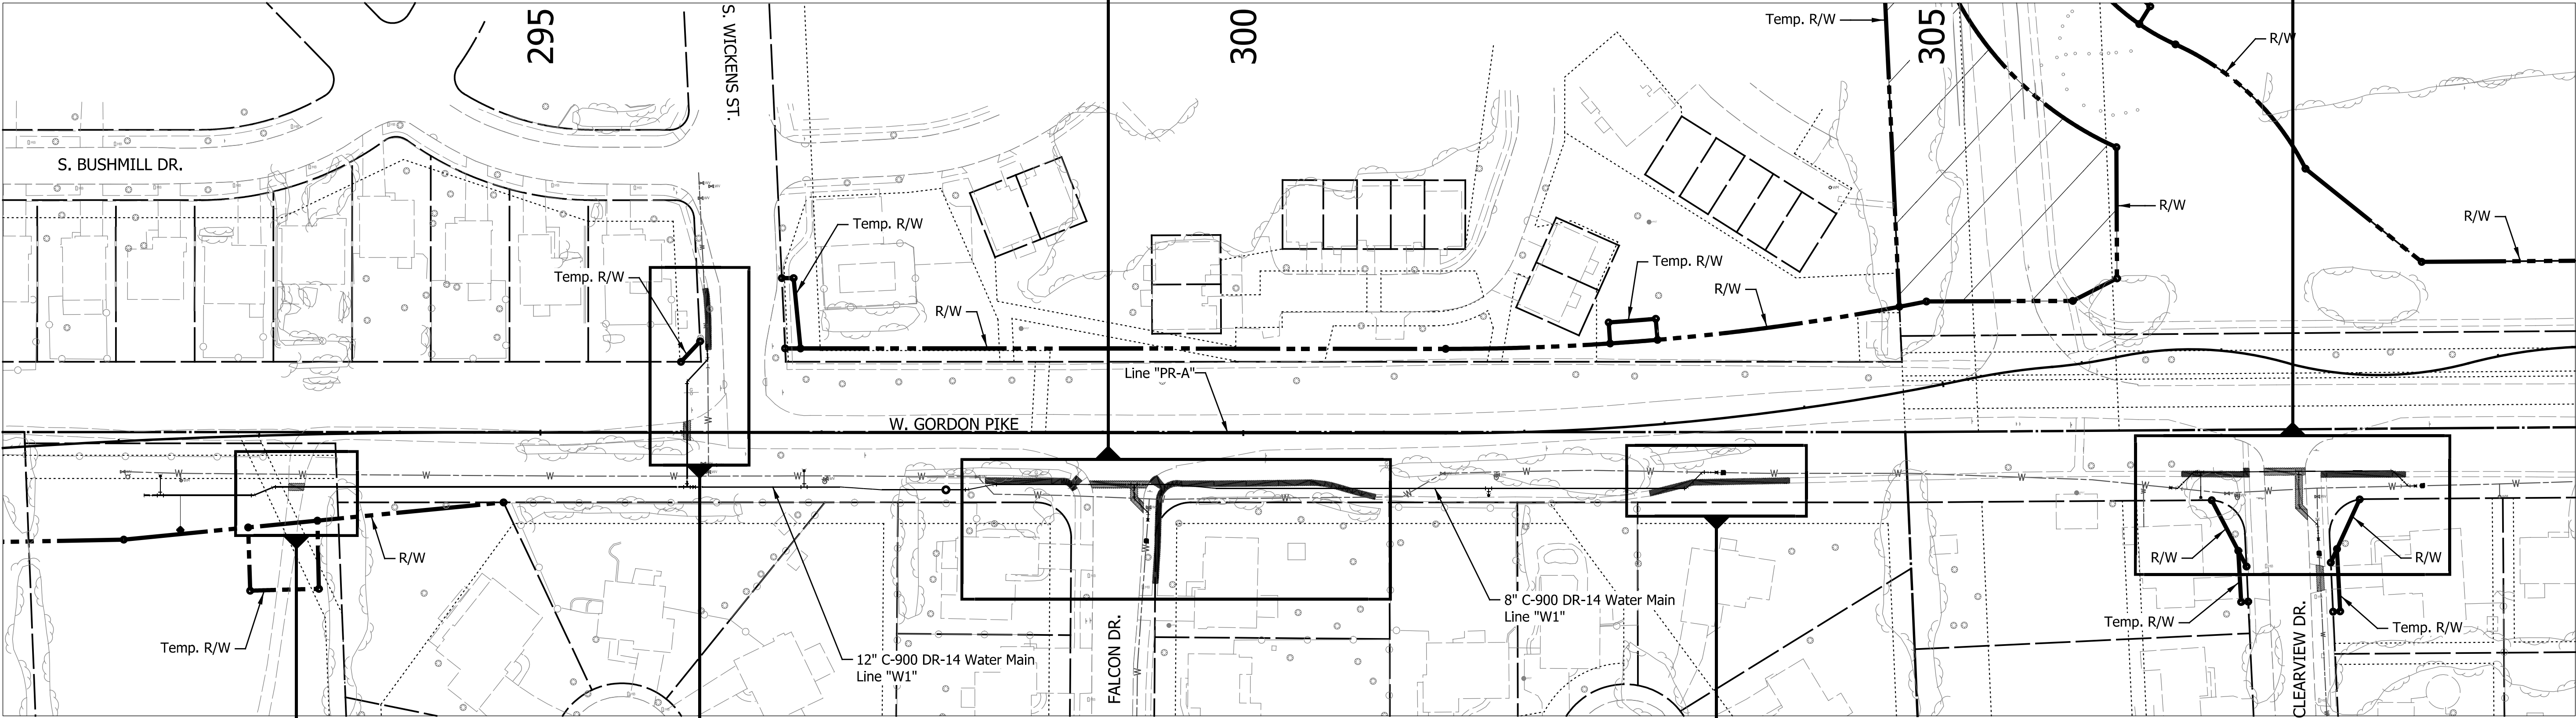 295
S. WICKENS ST.
300
Temp. R/W
305
R/W
S. BUSHMILL DR.
R/W
R/W
Temp. R/W
Temp. R/W
Temp. R/W
R/W
R/W
Line "PR-A"
W. GORDON PIKE
R/W
R/W
R/W
8" C-900 DR-14 Water Main
Line "W1"
Temp. R/W
Temp. R/W
Temp. R/W
12" C-900 DR-14 Water Main
Line "W1"
FALCON DR.
CLEARVIEW DR.
W
W
W
W
W
W
W
W
W
W
W
W